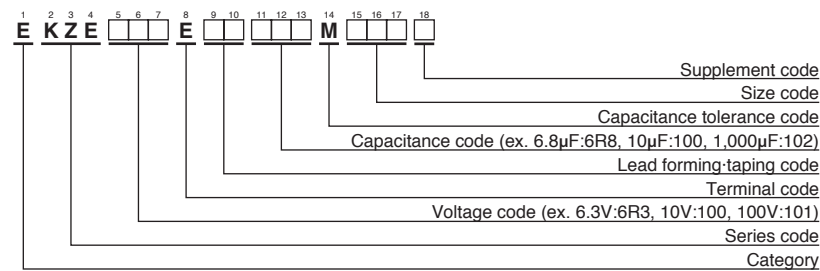 1 2 3 4 5 6 7 8 9 10 11 12 13 14 15 16 17 18
E K Z E E M
Supplement code
Size code
Capacitance tolerance code
Capacitance code (ex. 6.8μF:6R8, 10μF:100, 1,000μF:102)
Lead forming·taping code
Terminal code
Voltage code (ex. 6.3V:6R3, 10V:100, 100V:101)
Series code
Category